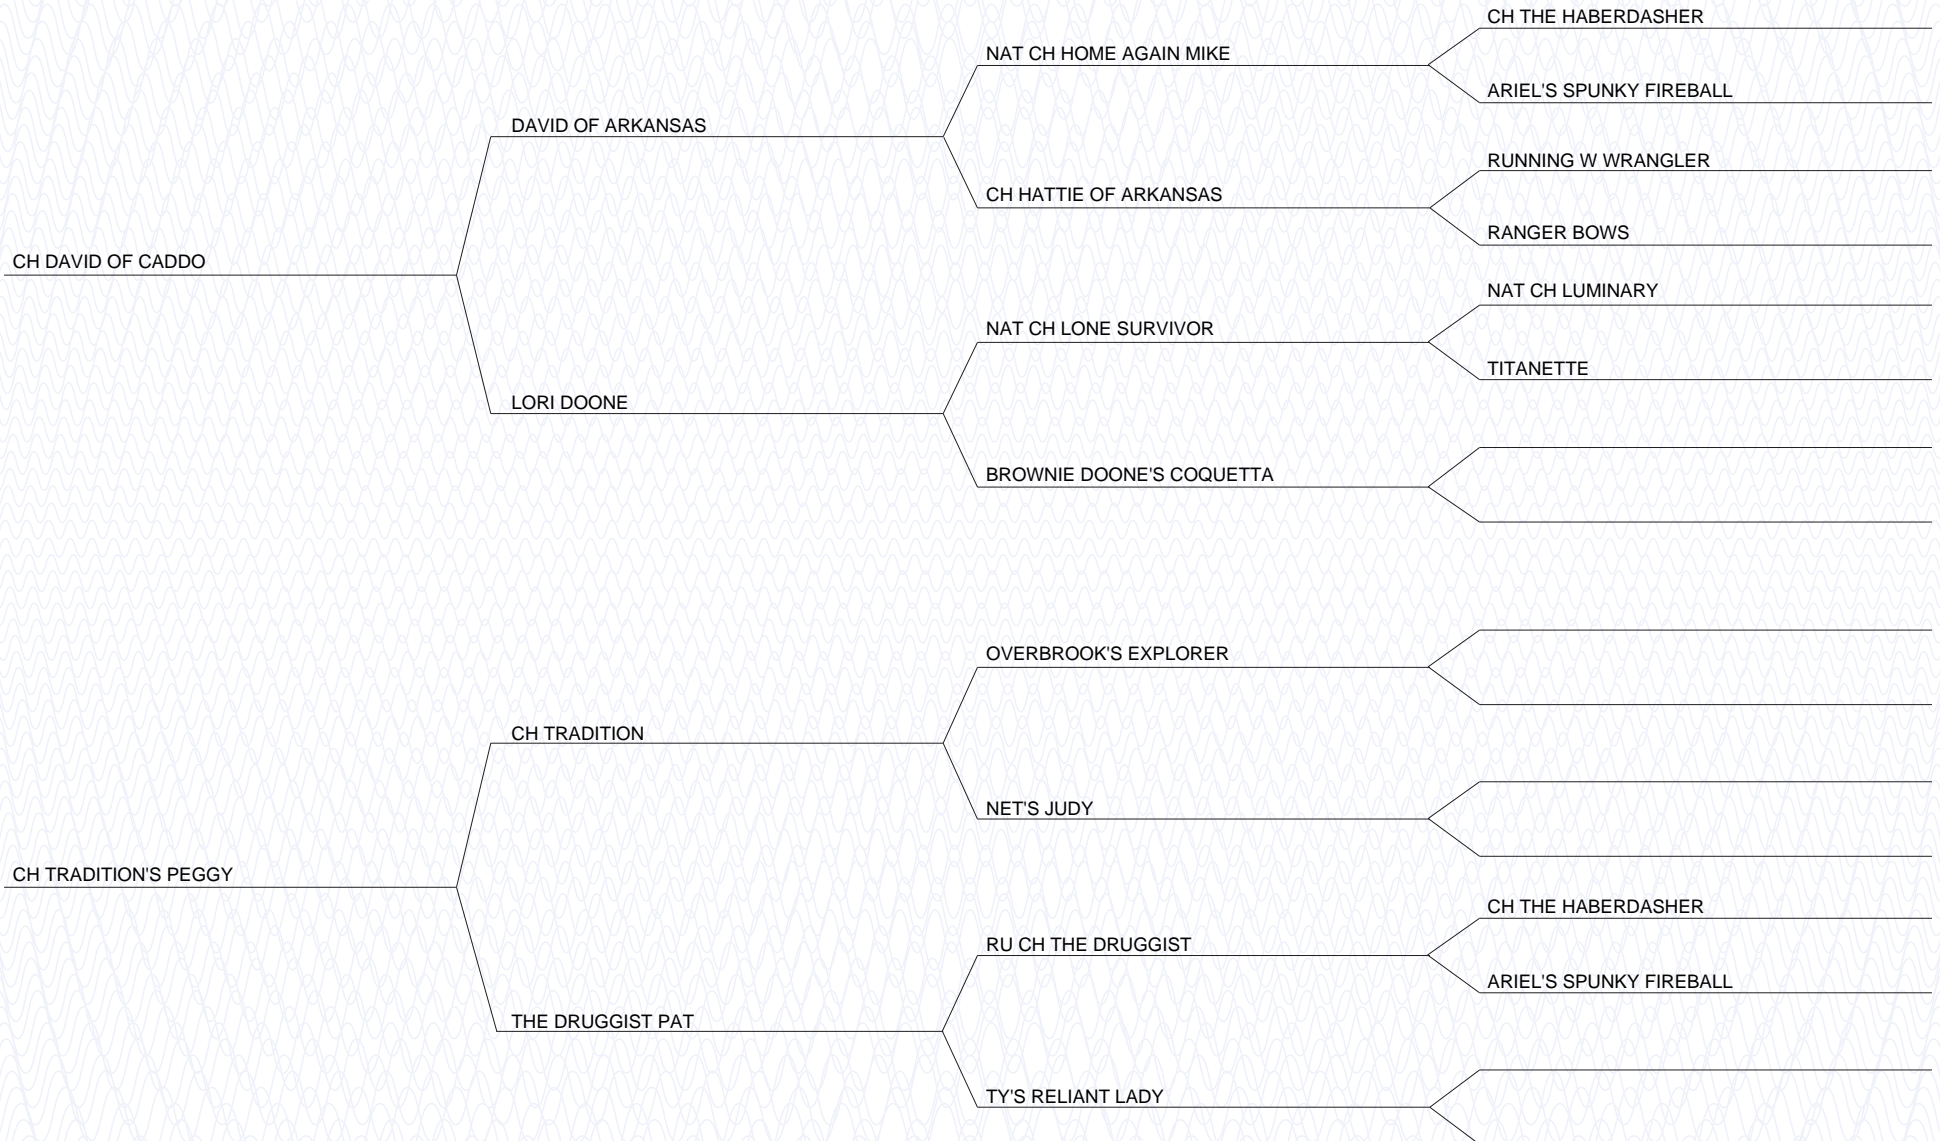 CH THE HABERDASHER
NAT CH HOME AGAIN MIKE
ARIEL'S SPUNKY FIREBALL
DAVID OF ARKANSAS
RUNNING W WRANGLER
CH HATTIE OF ARKANSAS
RANGER BOWS
CH DAVID OF CADDO
NAT CH LUMINARY
NAT CH LONE SURVIVOR
TITANETTE
LORI DOONE
BROWNIE DOONE'S COQUETTA
OVERBROOK'S EXPLORER
CH TRADITION
NET'S JUDY
CH TRADITION'S PEGGY
CH THE HABERDASHER
RU CH THE DRUGGIST
ARIEL'S SPUNKY FIREBALL
THE DRUGGIST PAT
TY'S RELIANT LADY